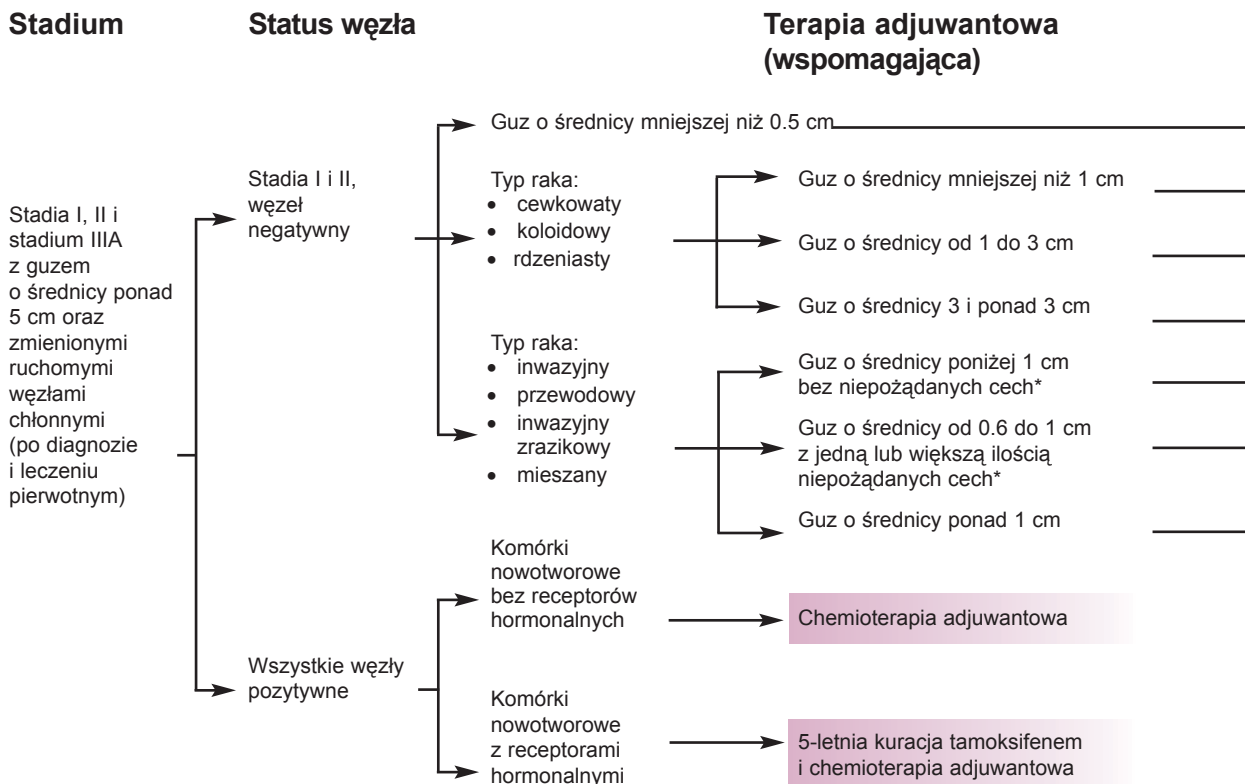 Stadium
Status węzła
Terapia adjuwantowa
(wspomagająca)
Stadia I, II i
stadium IIIA
z guzem
o średnicy ponad
5 cm oraz
zmienionymi
ruchomymi
węzłami
chłonnymi
(po diagnozie
i leczeniu
pierwotnym)
Stadia I i II,
węzeł
negatywny
Guz o średnicy mniejszej niż 0.5 cm
Typ raka:
• cewkowaty
• koloidowy
• rdzeniasty
Guz o średnicy mniejszej niż 1 cm
Guz o średnicy od 1 do 3 cm
Guz o średnicy 3 i ponad 3 cm
Typ raka:
• inwazyjny
• przewodowy
• inwazyjny
zrazikowy
• mieszany
Guz o średnicy poniżej 1 cm
bez niepożądanych cech*
Guz o średnicy od 0.6 do 1 cm
z jedną lub większą ilością
niepożądanych cech*
Guz o średnicy ponad 1 cm
Wszystkie węzły
pozytywne
Komórki
nowotworowe
bez receptorów
hormonalnych
Chemioterapia adjuwantowa
Komórki
nowotworowe
z receptorami
hormonalnymi
5-letnia kuracja tamoksifenem
i chemioterapia adjuwantowa